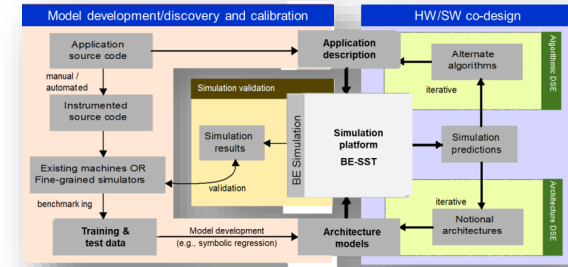 Model development/discovery and calibration
HW/SW co-design
Application
source code
Application
description
Alternate
algorithms
Algorithmic DSE
manual /
automated
iterative
Simulation validation
Instrumented
source code
Simulation
results
BE Simulation
Simulation
platform
BE-SST
Simulation
predictions
Existing machines OR
Fine-grained simulators
validation
benchmarking
iterative
Training &
test data
Model development
(e.g., symbolic regression)
Architecture
models
Notional
architectures
Architecture DSE